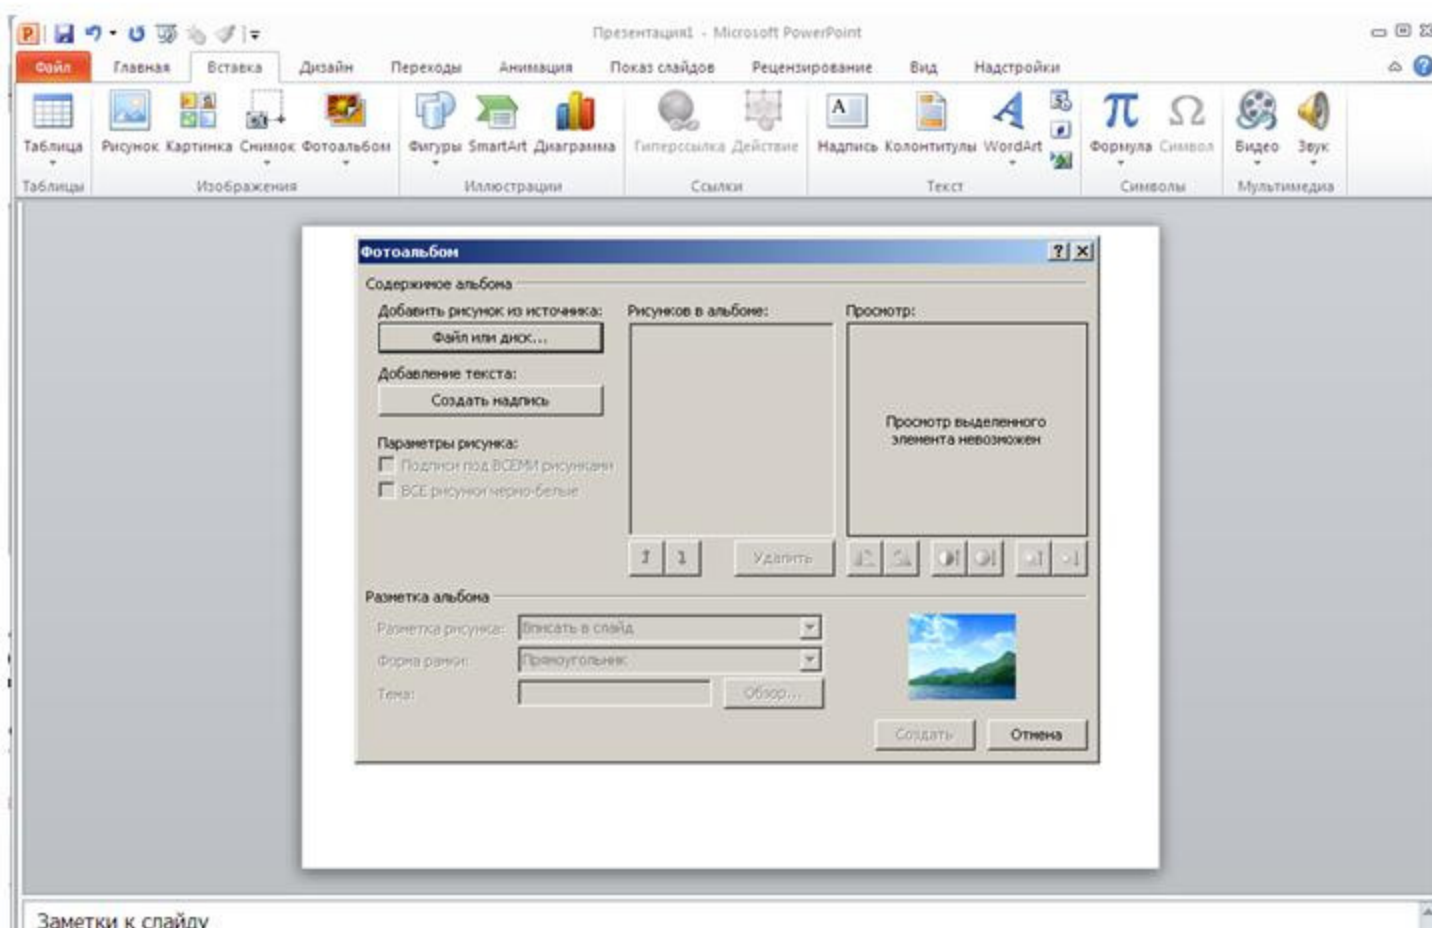 Презентация1 - Microsoft PowerPoint
Файл Главная Вставка Дизайн Переходы Анимация Показ слайдов Рецензирование Вид Надстройки
Таблица Рисунок Картинка Снимок Фотоальбом Фигуры SmartArt Диаграмма Гиперссылка Действие Надпись Колонтитулы WordArt Формула Символ Видео Звук
Таблицы Изображения Иллюстрации Ссылки Текст Символы Мультимедиа
Фотоальбом
Содержимое альбома
Добавить рисунок из источника: Рисунков в альбоме: Просмотр:
Файл или диск...
Добавление текста:
Создать надпись
Просмотр выделенного
элемента невозможен
Параметры рисунка:
Подписи под ВСЕМИ рисунками
ВСЕ рисунки черно-белые
Удалить
Разметка альбома
Разметка рисунка: Вписать в слайд
Форма рамки: Прямоугольник
Тема: Обзор...
Создать Отмена
Заметки к слайду